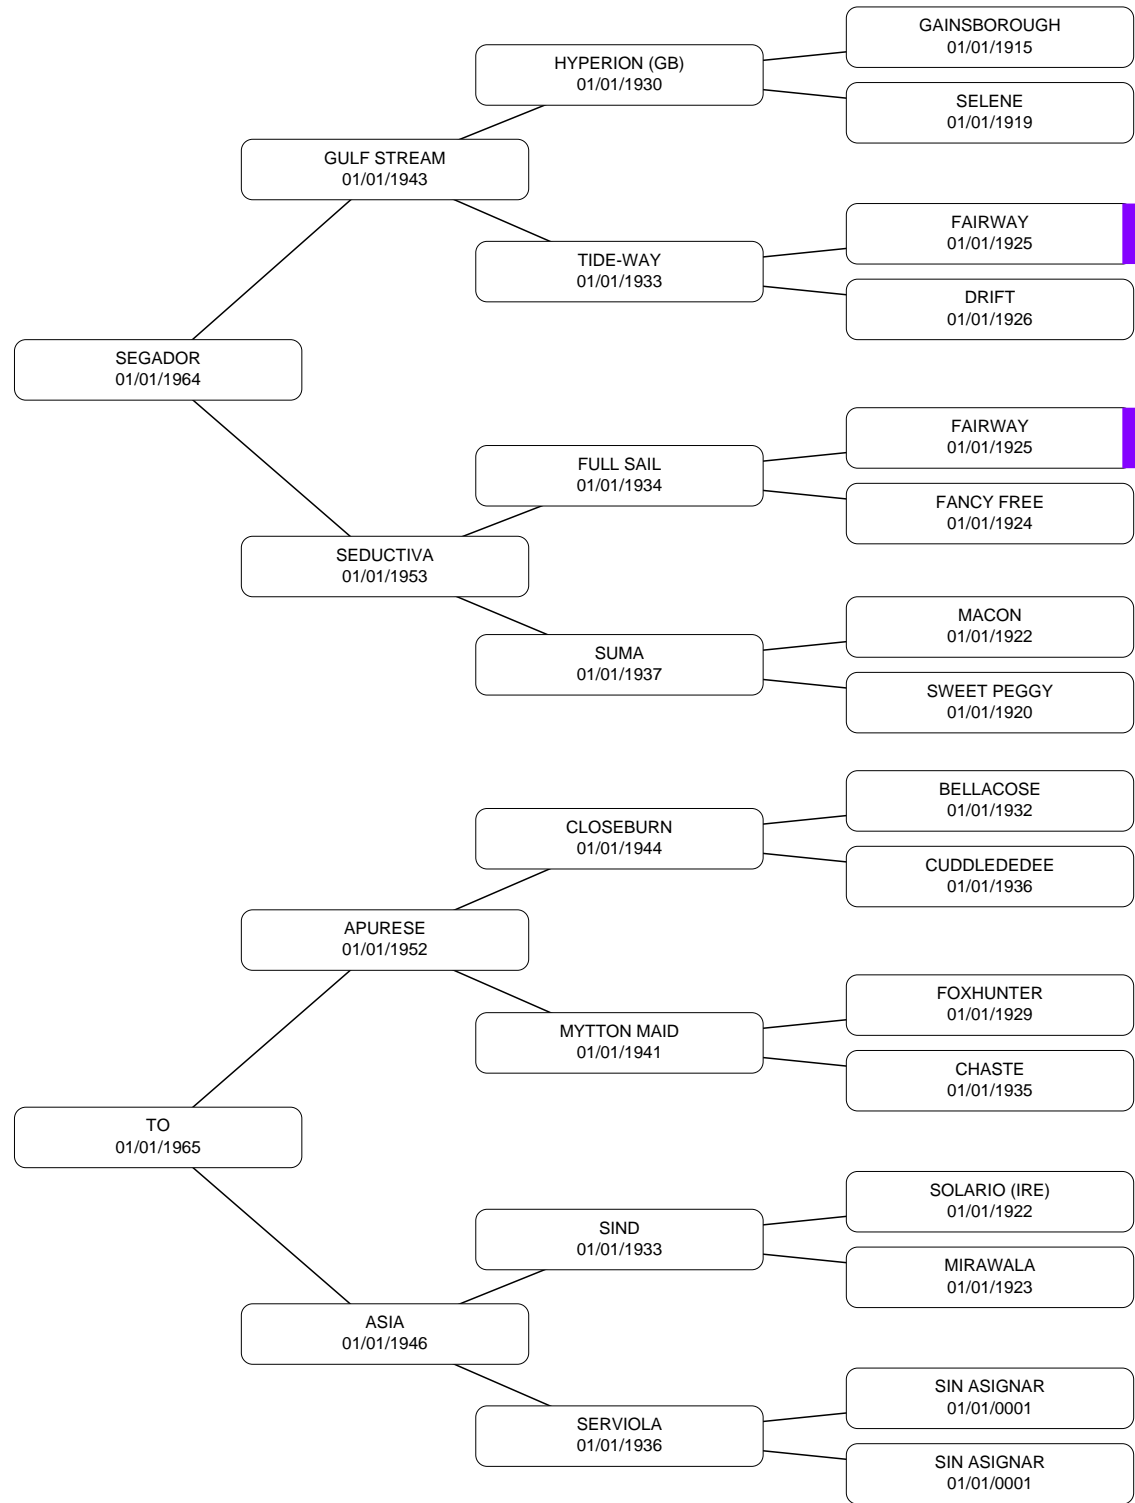 GAINSBOROUGH
01/01/1915
HYPERION (GB)
01/01/1930
SELENE
01/01/1919
GULF STREAM
01/01/1943
FAIRWAY
01/01/1925
TIDE-WAY
01/01/1933
DRIFT
01/01/1926
SEGADOR
01/01/1964
FAIRWAY
01/01/1925
FULL SAIL
01/01/1934
FANCY FREE
01/01/1924
SEDUCTIVA
01/01/1953
MACON
01/01/1922
SUMA
01/01/1937
SWEET PEGGY
01/01/1920
BELLACOSE
01/01/1932
CLOSEBURN
01/01/1944
CUDDLEDEDEE
01/01/1936
APURESE
01/01/1952
FOXHUNTER
01/01/1929
MYTTON MAID
01/01/1941
CHASTE
01/01/1935
TO
01/01/1965
SOLARIO (IRE)
01/01/1922
SIND
01/01/1933
MIRAWALA
01/01/1923
ASIA
01/01/1946
SIN ASIGNAR
01/01/0001
SERVIOLA
01/01/1936
SIN ASIGNAR
01/01/0001